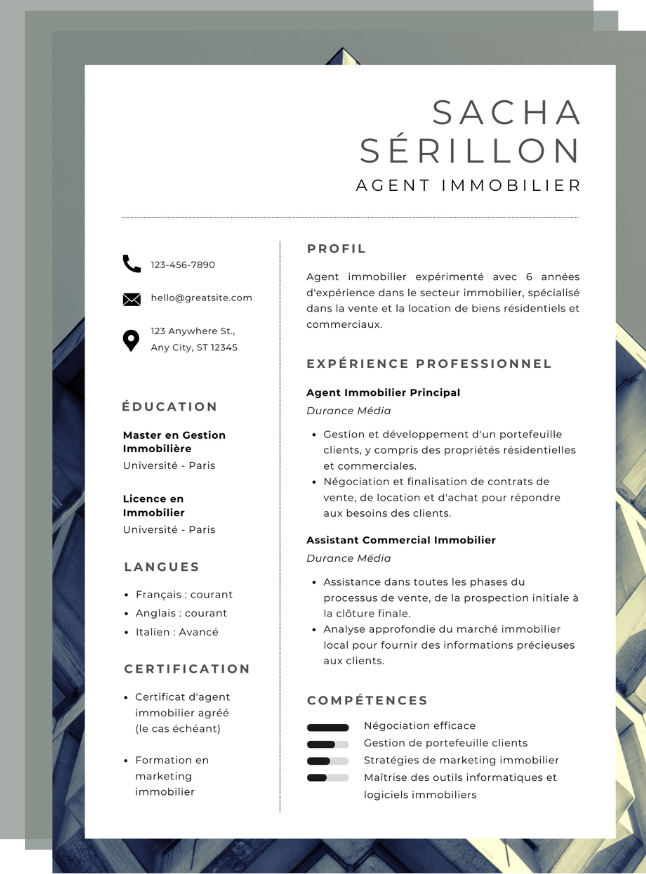 SACHA
SÉRILLON
AGENT IMMOBILIER
123-456-7890
hello@greatsite.com
123 Anywhere St.,
Any City, ST 12345
ÉDUCATION
Master en Gestion
Immobilière
Université - Paris
Licence en
Immobilier
Université - Paris
LANGUES
• Français : courant
• Anglais : courant
• Italien : Avancé
CERTIFICATION
• Certificat d'agent
immobilier agréé
(le cas échéant)
• Formation en
marketing
immobilier
PROFIL
Agent immobilier expérimenté avec 6 années
d'expérience dans le secteur immobilier, spécialisé
dans la vente et la location de biens résidentiels et
commerciaux.
EXPÉRIENCE PROFESSIONNEL
Agent Immobilier Principal
Durance Média
• Gestion et développement d'un portefeuille
clients, y compris des propriétés résidentielles
et commerciales.
• Négociation et finalisation de contrats de
vente, de location et d'achat pour répondre
aux besoins des clients.
Assistant Commercial Immobilier
Durance Média
• Assistance dans toutes les phases du
processus de vente, de la prospection initiale à
la clôture finale.
• Analyse approfondie du marché immobilier
local pour fournir des informations précieuses
aux clients.
COMPÉTENCES
Négociation efficace
Gestion de portefeuille clients
Stratégies de marketing immobilier
Maîtrise des outils informatiques et
logiciels immobiliers